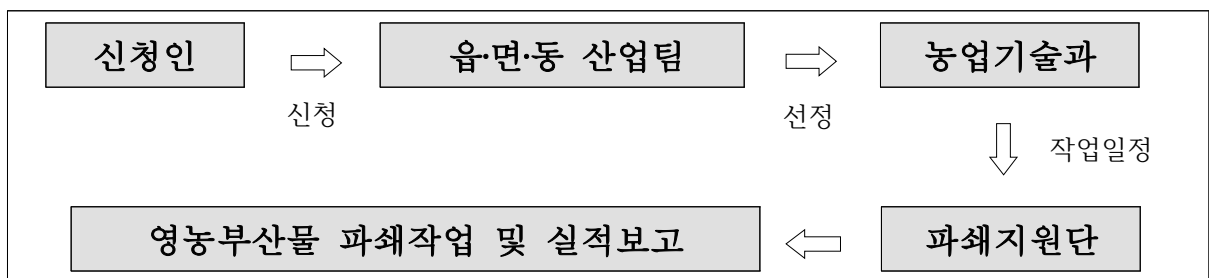 신청인 읍·면·동 산업팀 농업기술과
신청 선정
작업일정
영농부산물 파쇄작업 및 실적보고 파쇄지원단